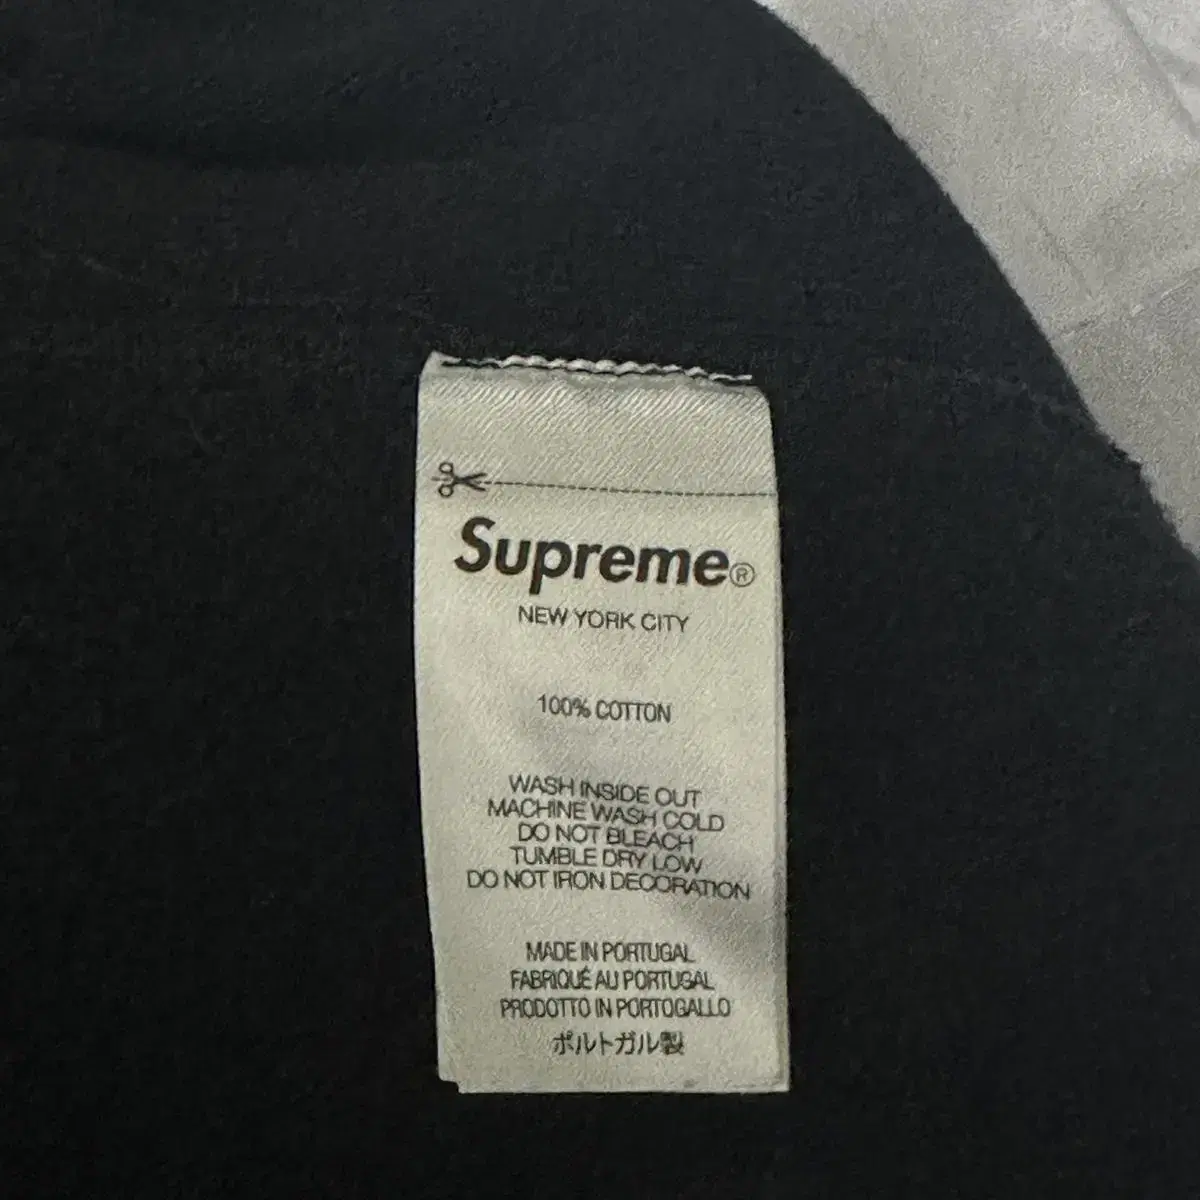 Supreme®
NEW YORK CITY
100% COTTON
WASH INSIDE OUT
MACHINE WASH COLD
DO NOT BLEACH
TUMBLE DRY LOW
DO NOT IRON DECORATION
MADE IN PORTUGAL
FABRIQUÉ AU PORTUGAL
PRODOTTO IN PORTOGALLO
ポルトガル製